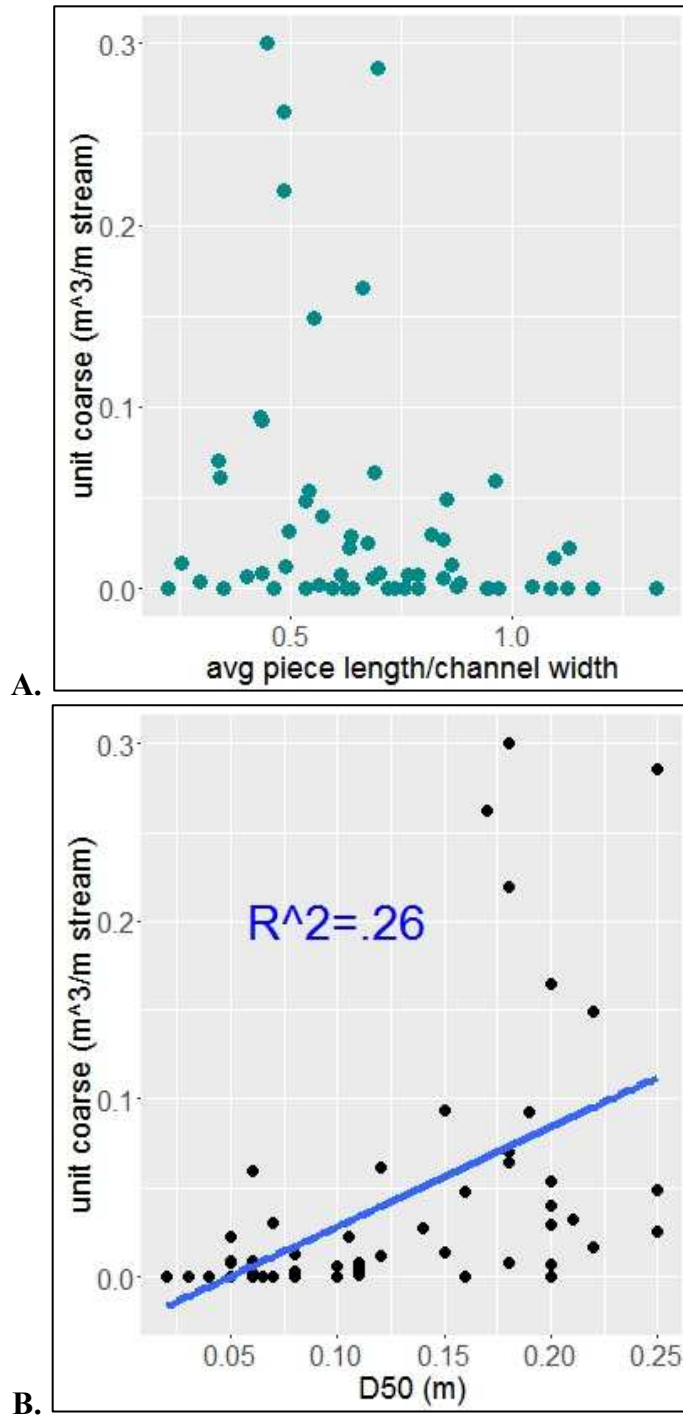 0.3
0.2
0.1
0.0
unit coarse (m^3/m stream)
0.5 1.0
avg piece length/channel width
A.
0.3
0.2
0.1
0.0
unit coarse (m^3/m stream)
R^2=.26
0.05 0.10 0.15 0.20 0.25
D50 (m)
B.